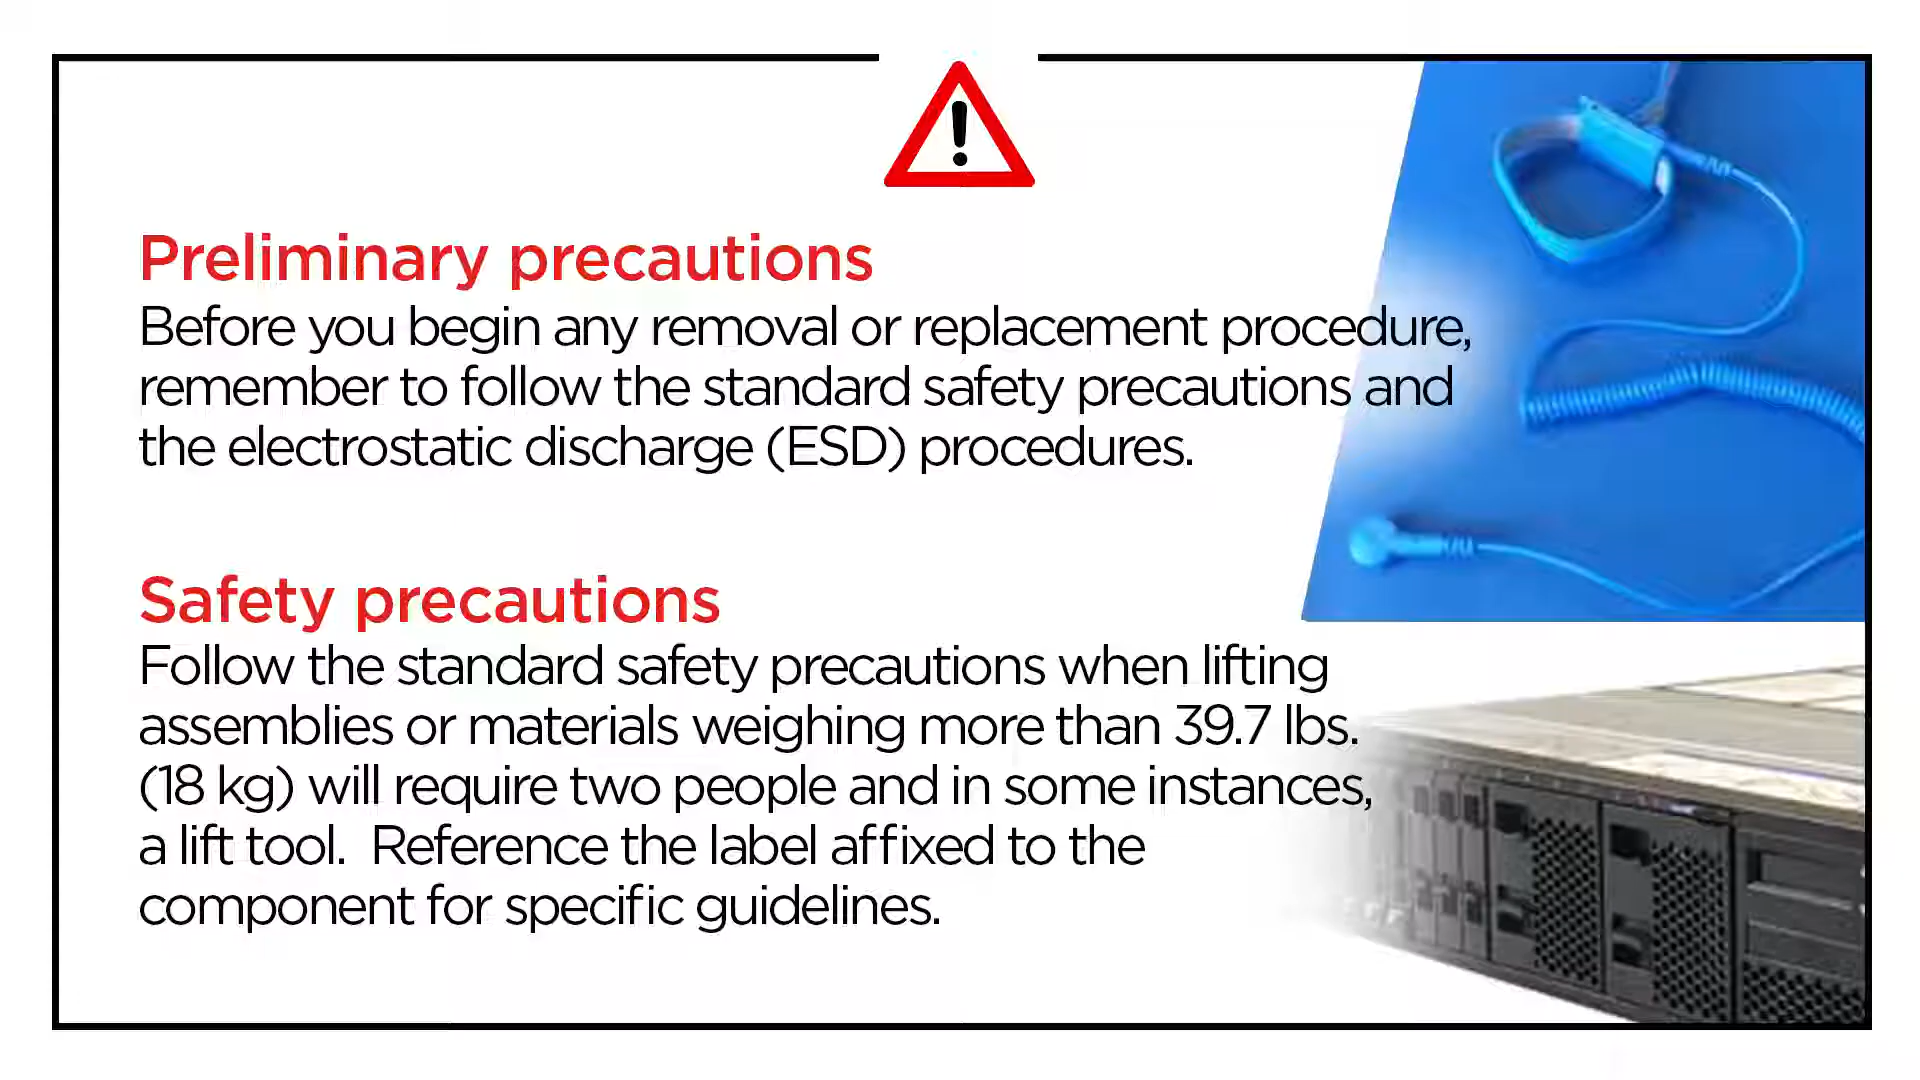 Preliminary precautions
Before you begin any removal or replacement procedure,
remember to follow the standard safety precautions and
the electrostatic discharge (ESD) procedures.
Safety precautions
Follow the standard safety precautions when lifting
assemblies or materials weighing more than 39.7 lbs.
(18 kg) will require two people and in some instances,
a lift tool.  Reference the label affixed to the
component for specific guidelines.